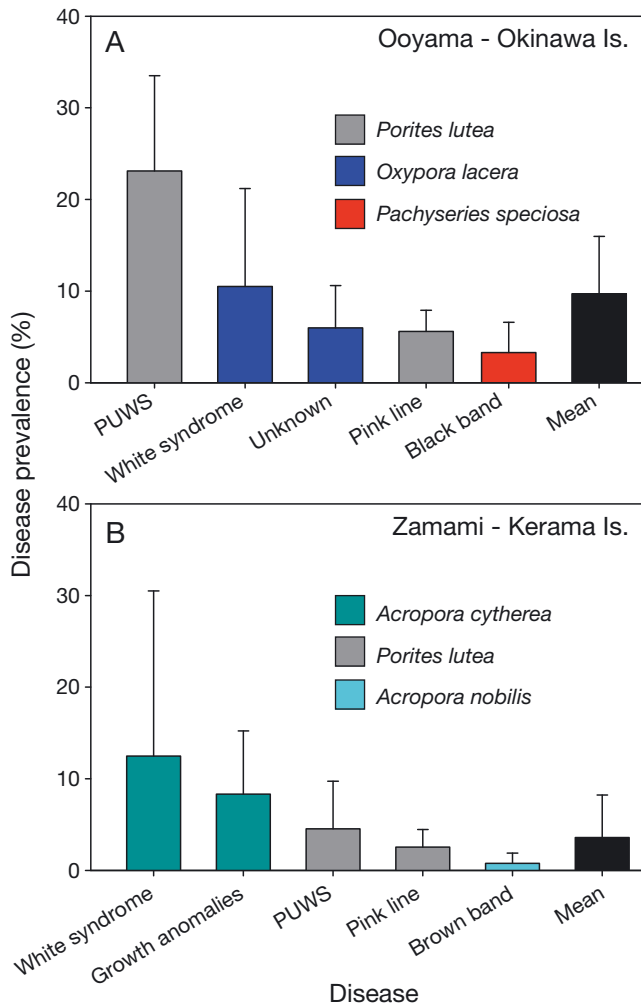 Disease prevalence (%)
A
Ooyama - Okinawa Is.
40
30
20
10
0
Porites lutea
Oxypora lacera
Pachyseries speciosa
PUWS
White syndrome
Unknown
Pink line
Black band
Mean
B
Zamami - Kerama Is.
40
30
20
10
0
Acropora cytherea
Porites lutea
Acropora nobilis
White syndrome
Growth anomalies
PUWS
Pink line
Brown band
Mean
Disease